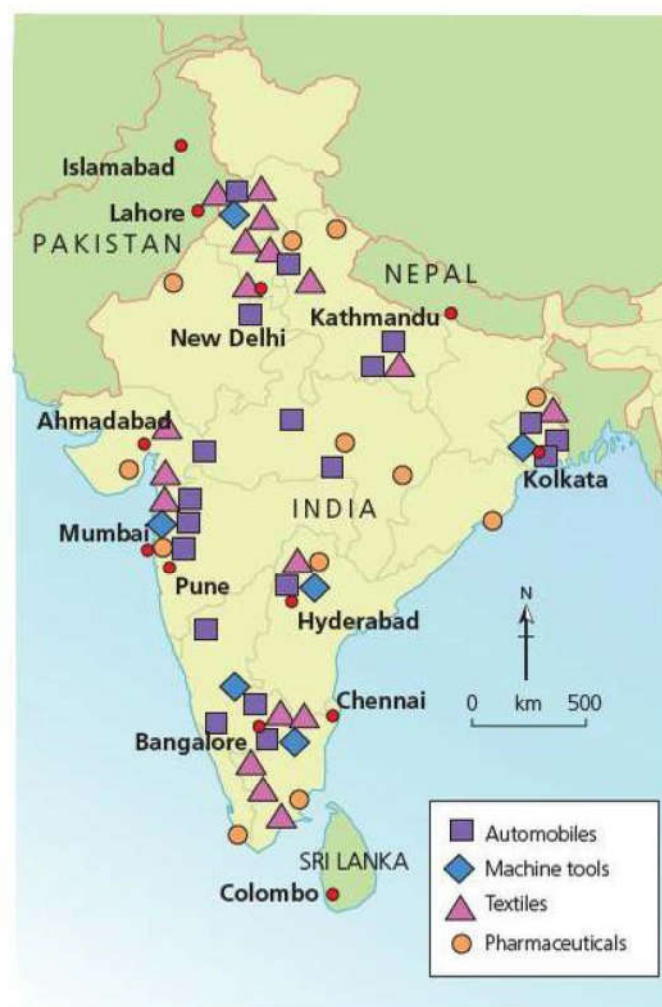 Islamabad
Lahore
PAKISTAN
NEPAL
New Delhi
Kathmandu
Ahmadabad
Kolkata
INDIA
Mumbai
Pune
Hyderabad
N
0 km 500
Chennai
Bangalore
SRI LANKA
Colombo
Automobiles
Machine tools
Textiles
Pharmaceuticals